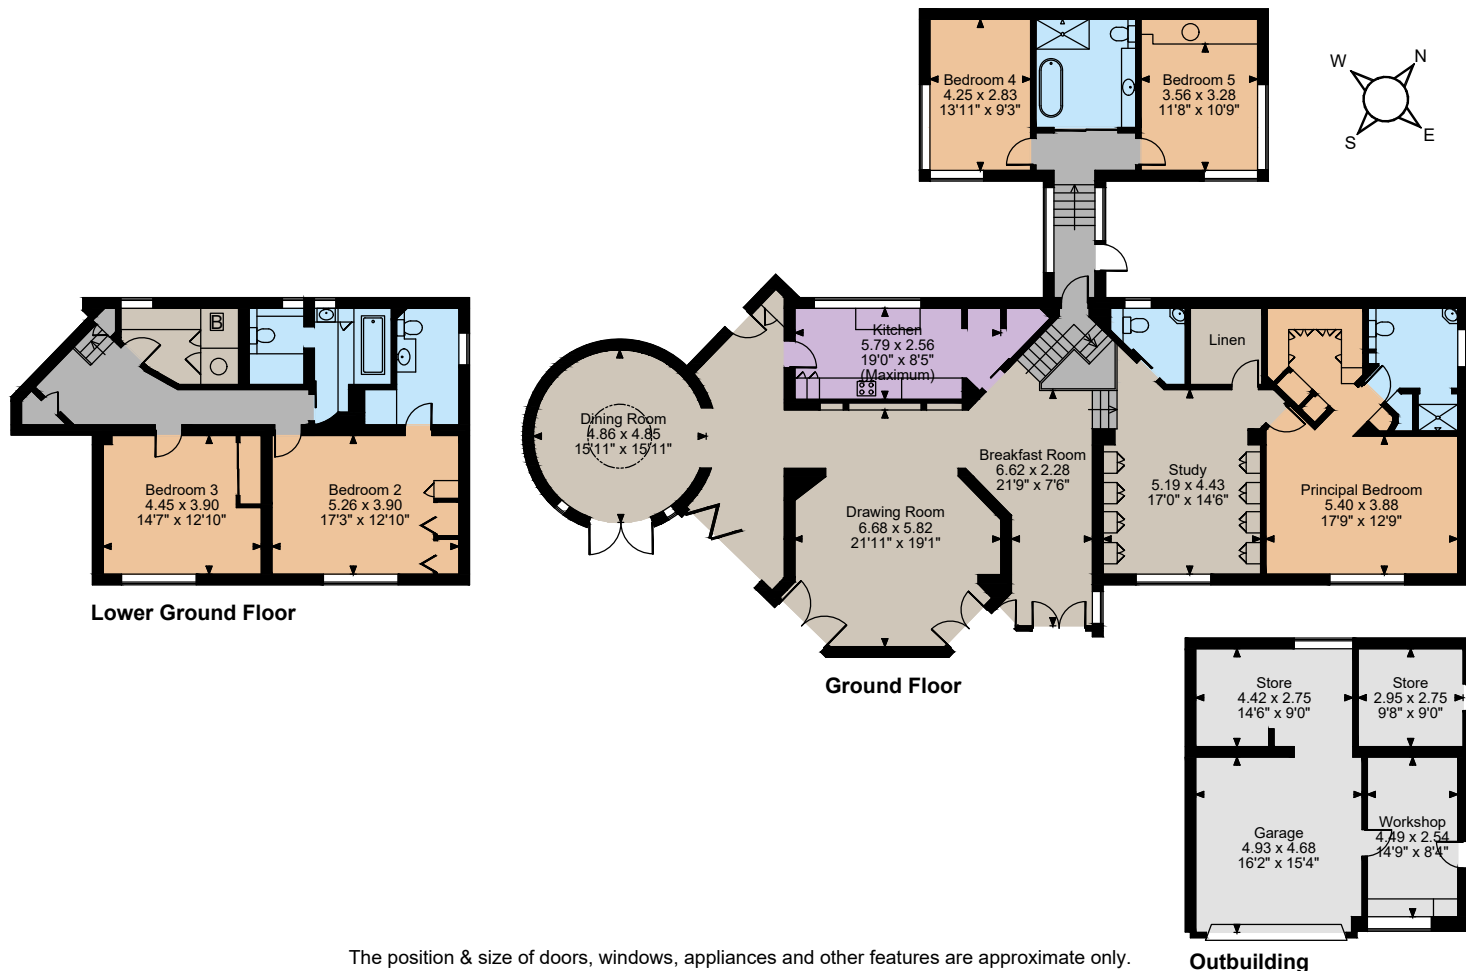 Bedroom 4
4.25 x 2.83
13'11" x 9'3"
Bedroom 5
3.56 x 3.28
11'8" x 10'9"
W
N
S
E
B
Bedroom 3
4.45 x 3.90
14'7" x 12'10"
Bedroom 2
5.26 x 3.90
17'3" x 12'10"
Lower Ground Floor
Dining Room
4.86 x 4.85
15'11" x 15'11"
Kitchen
5.79 x 2.56
19'0" x 8'5"
(Maximum)
Breakfast Room
6.62 x 2.28
21'9" x 7'6"
Drawing Room
6.68 x 5.82
21'11" x 19'1"
Linen
Study
5.19 x 4.43
17'0" x 14'6"
Principal Bedroom
5.40 x 3.88
17'9" x 12'9"
Ground Floor
Store
4.42 x 2.75
14'6" x 9'0"
Store
2.95 x 2.75
9'8" x 9'0"
Garage
4.93 x 4.68
16'2" x 15'4"
Workshop
4.49 x 2.54
14'9" x 8'4"
Outbuilding
The position & size of doors, windows, appliances and other features are approximate only.